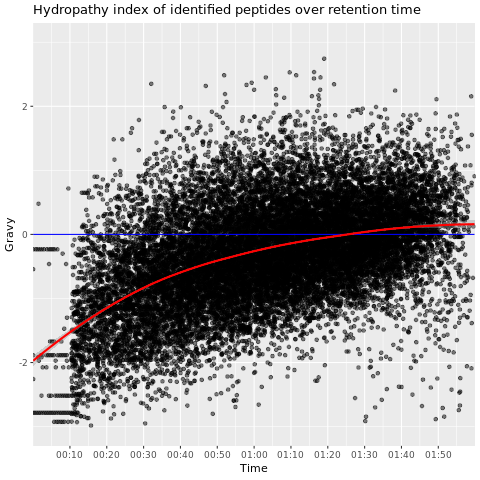 Hydropathy index of identified peptides over retention time
Gravy
2
0
-2
00:10 00:20 00:30 00:40 00:50 01:00 01:10 01:20 01:30 01:40 01:50
Time